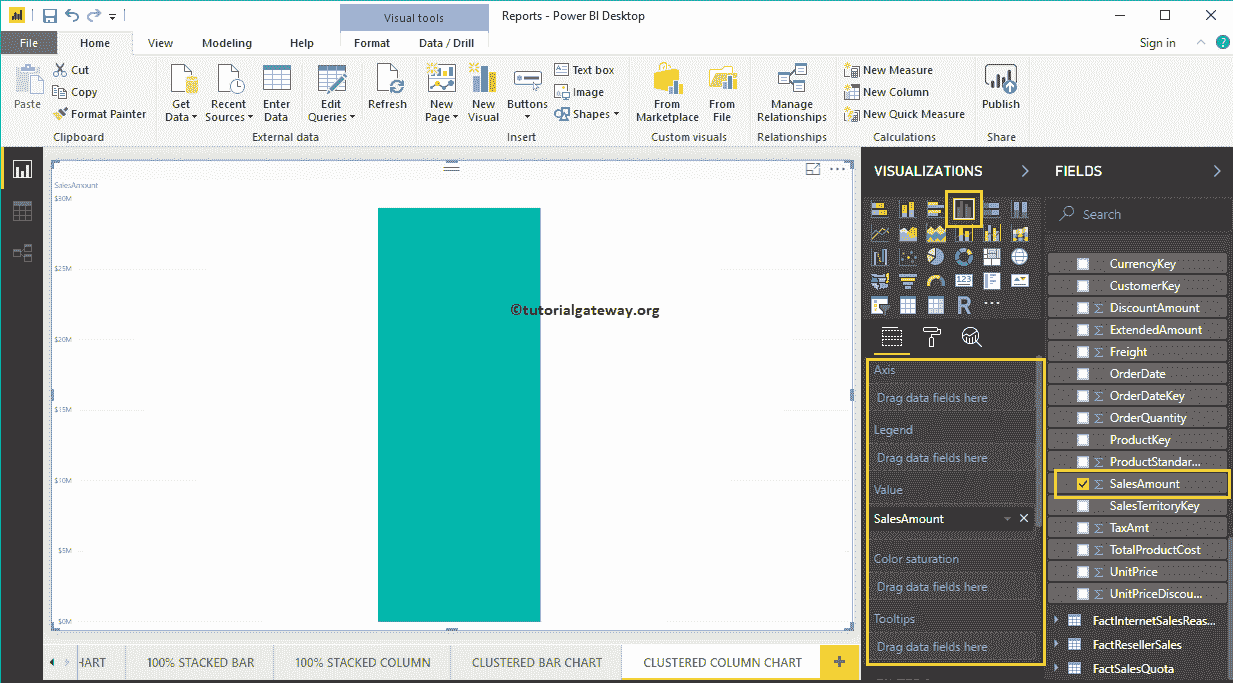 Visual tools
Reports - Power BI Desktop
File
Home
View
Modeling
Help
Format
Data / Drill
Sign in
?
Paste
Cut
Copy
Format Painter
Clipboard
Get Data
Recent Sources
Enter Data
Edit Queries
External data
Refresh
New Page
New Visual
Buttons
Text box
Image
Shapes
Insert
From Marketplace
From File
Custom visuals
Manage Relationships
Relationships
New Measure
New Column
New Quick Measure
Calculations
Publish
Share
SalesAmount
$30M
$25M
$20M
$15M
$10M
$5M
$0M
©tutorialgateway.org
VISUALIZATIONS
123
R
Axis
Drag data fields here
Legend
Drag data fields here
Value
SalesAmount
Color saturation
Drag data fields here
Tooltips
Drag data fields here
FIELDS
Search
CurrencyKey
CustomerKey
DiscountAmount
ExtendedAmount
Freight
OrderDate
OrderDateKey
OrderQuantity
ProductKey
ProductStandar...
SalesAmount
SalesTerritoryKey
TaxAmt
TotalProductCost
UnitPrice
UnitPriceDiscou...
FactInternetSalesReas...
FactResellerSales
FactSalesQuota
HART
100% STACKED BAR
100% STACKED COLUMN
CLUSTERED BAR CHART
CLUSTERED COLUMN CHART
+